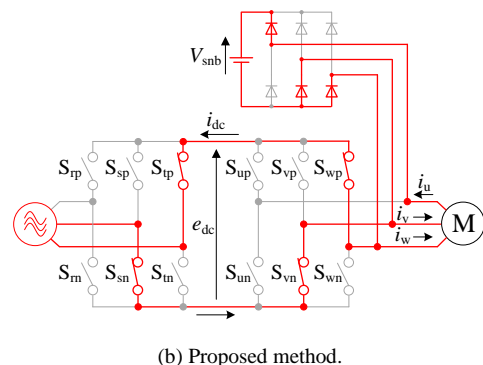 V_snb
i_dc
S_rp S_sp S_tp S_up S_vp S_wp
i_u
e_dc
i_v
M
i_w
S_rn S_sn S_tn S_un S_vn S_wn
(b) Proposed method.